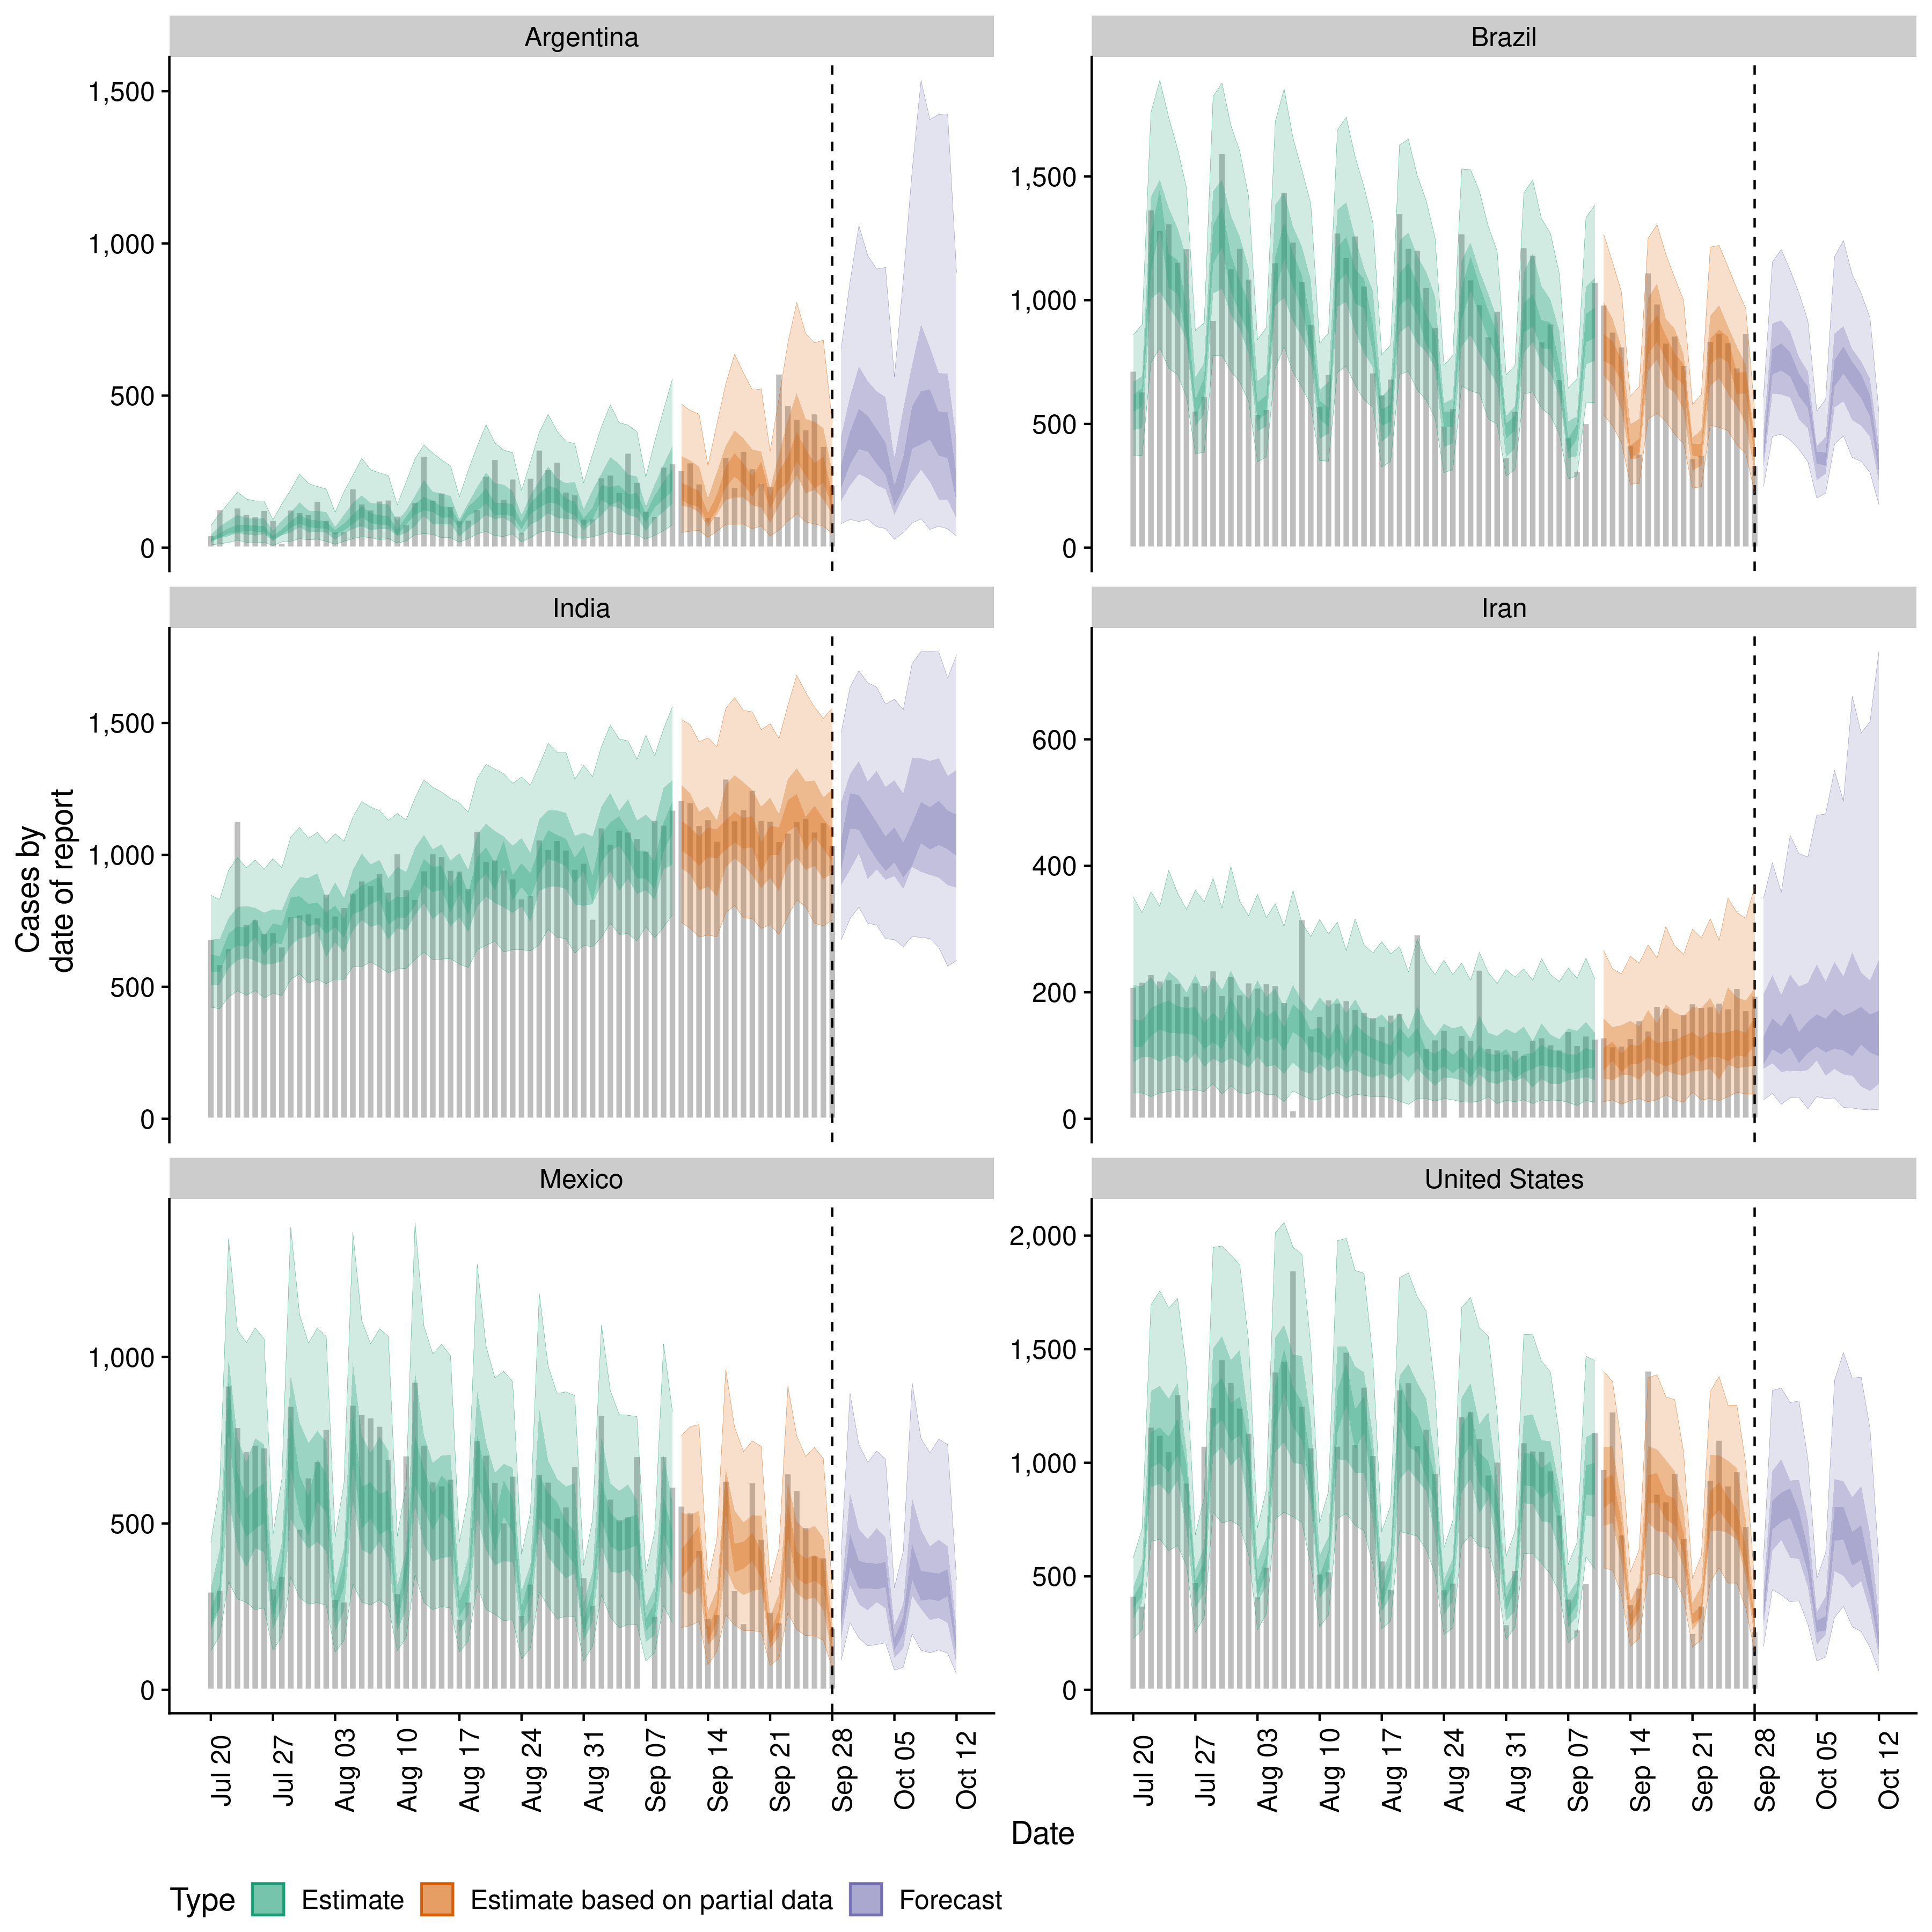 Argentina
Brazil
1,500
1,000
500
0
1,500
1,000
500
0
India
Iran
1,500
1,000
500
0
600
400
200
0
Mexico
United States
1,000
500
0
2,000
1,500
1,000
500
0
Cases by
date of report
Jul 20
Jul 27
Aug 03
Aug 10
Aug 17
Aug 24
Aug 31
Sep 07
Sep 14
Sep 21
Sep 28
Oct 05
Oct 12
Jul 20
Jul 27
Aug 03
Aug 10
Aug 17
Aug 24
Aug 31
Sep 07
Sep 14
Sep 21
Sep 28
Oct 05
Oct 12
Date
Type Estimate Estimate based on partial data Forecast